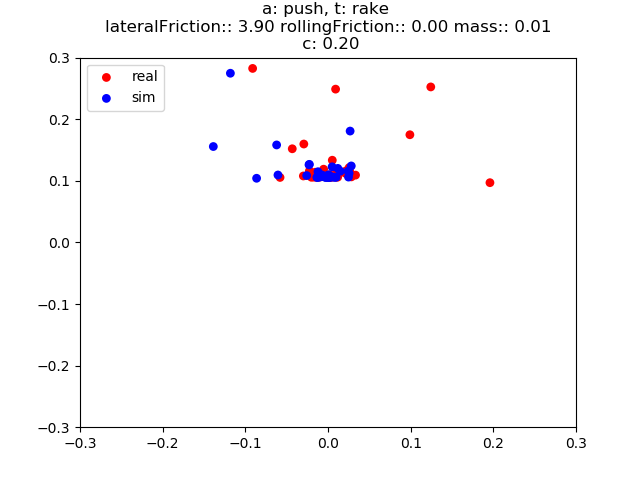 a: push, t: rake
lateralFriction:: 3.90 rollingFriction:: 0.00 mass:: 0.01
c: 0.20
real
sim
0.3
0.2
0.1
0.0
−0.1
−0.2
−0.3
−0.3
−0.2
−0.1
0.0
0.1
0.2
0.3